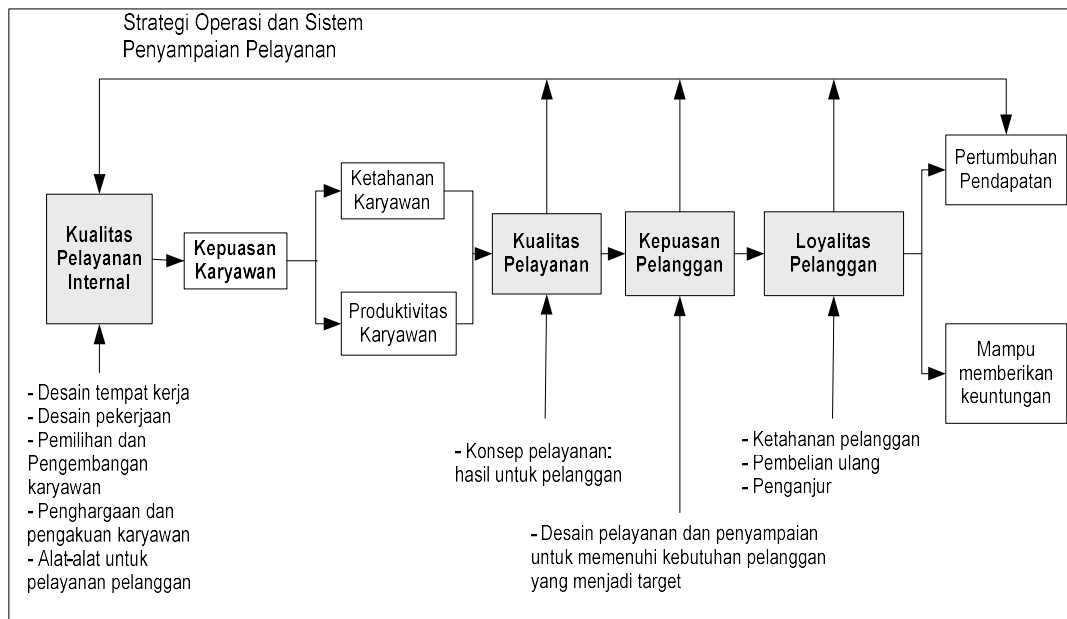 Strategi Operasi dan Sistem
Penyampaian Pelayanan
Kualitas
Pelayanan
Internal
Kepuasan
Karyawan
Ketahanan
Karyawan
Produktivitas
Karyawan
Kualitas
Pelayanan
Kepuasan
Pelanggan
Loyalitas
Pelanggan
Pertumbuhan
Pendapatan
Mampu
memberikan
keuntungan
- Desain tempat kerja
- Desain pekerjaan
- Pemilihan dan
Pengembangan
karyawan
- Penghargaan dan
pengakuan karyawan
- Alat-alat untuk
pelayanan pelanggan
- Konsep pelayanan:
hasil untuk pelanggan
- Desain pelayanan dan penyampaian
untuk memenuhi kebutuhan pelanggan
yang menjadi target
- Ketahanan pelanggan
- Pembelian ulang
- Penganjur